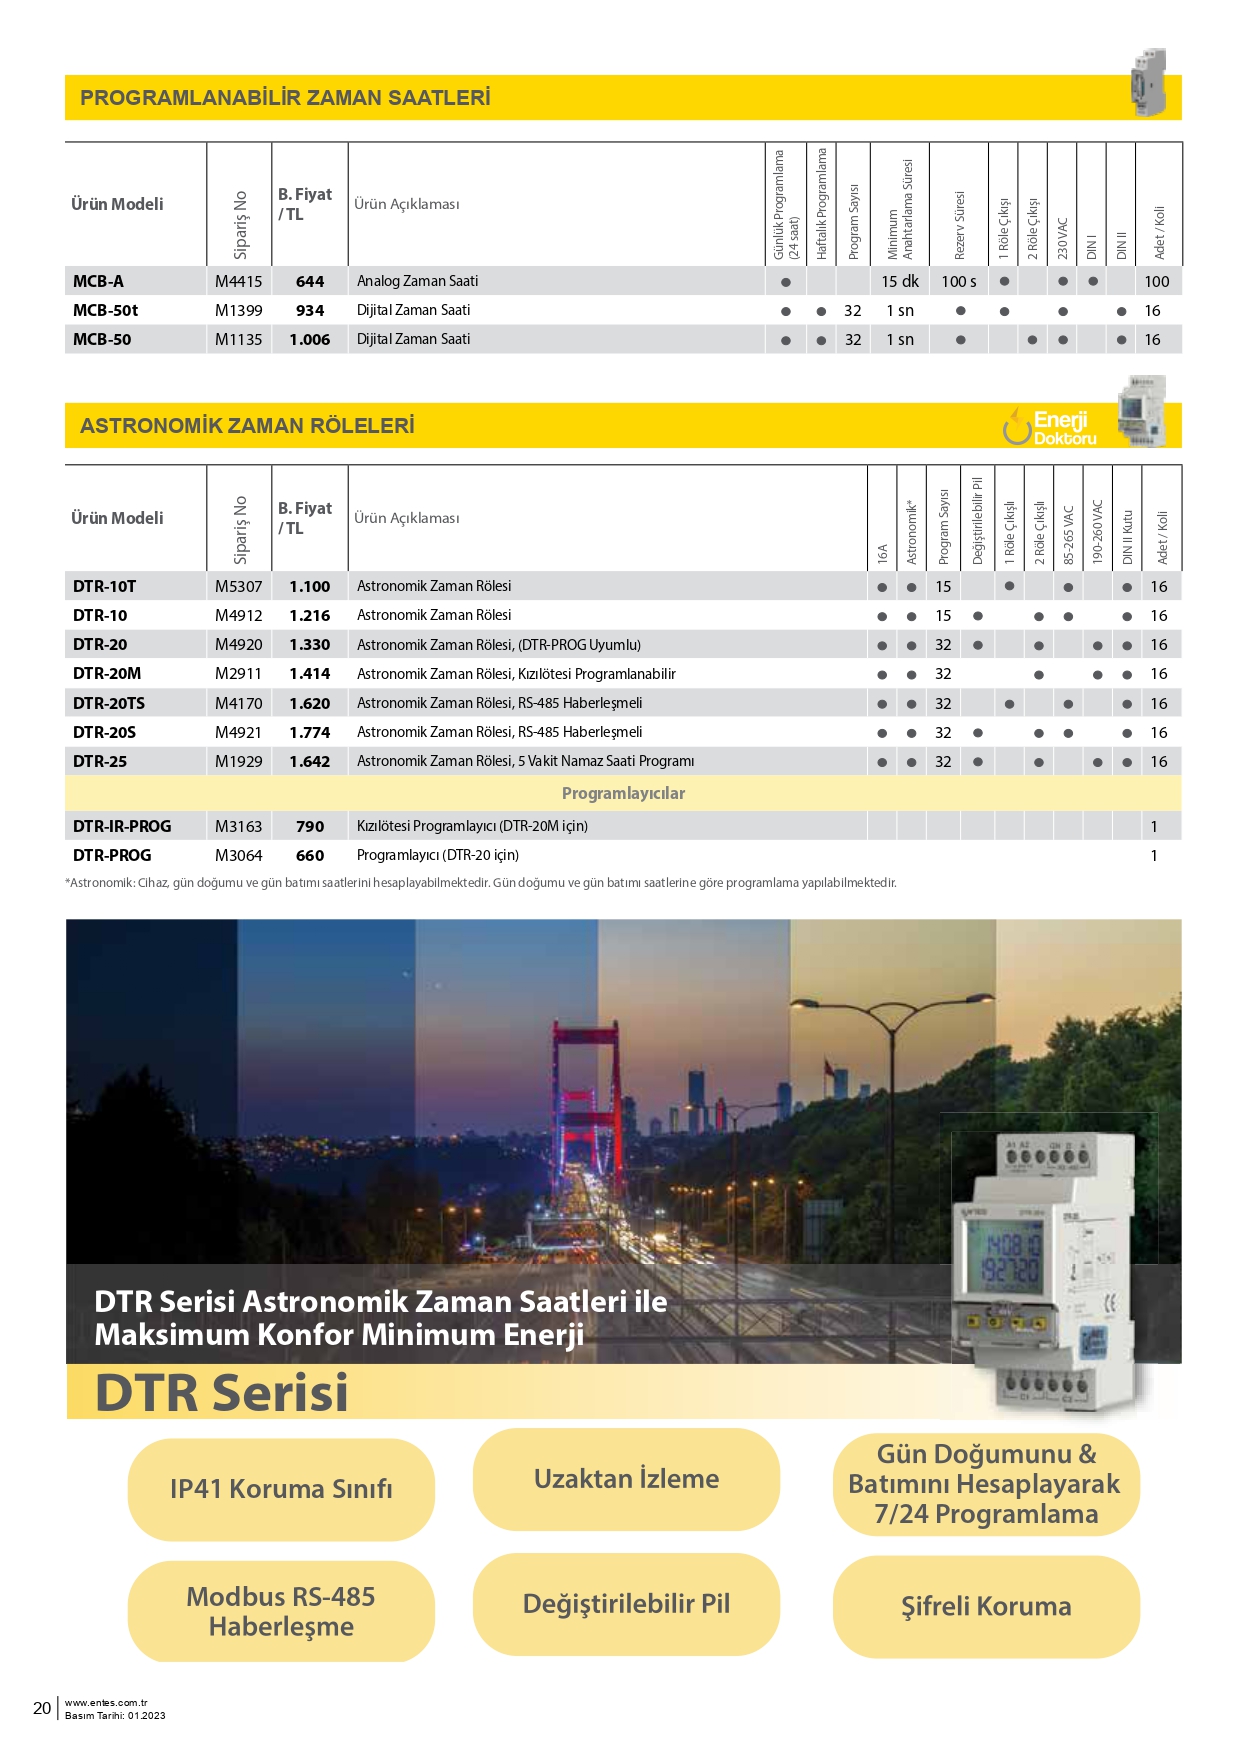 PROGRAMLANABİLİR ZAMAN SAATLERİ
Ürün Modeli Sipariş No B. Fiyat / TL Ürün Açıklaması Günlük Programlama (24 saat) Haftalık Programlama Program Sayısı Minimum Anahtarlama Süresi Rezerv Süresi 1 Röle Çıkışı 2 Röle Çıkışı 230 VAC DIN I DIN II Adet / Koli
MCB-A M4415 644 Analog Zaman Saati ● 15 dk 100 s ● ● ● 100
MCB-50t M1399 934 Dijital Zaman Saati ● ● 32 1 sn ● ● ● ● 16
MCB-50 M1135 1.006 Dijital Zaman Saati ● ● 32 1 sn ● ● ● ● 16
ASTRONOMİK ZAMAN RÖLELERİ
Enerji
Doktoru
Ürün Modeli Sipariş No B. Fiyat / TL Ürün Açıklaması 16A Astronomik* Program Sayısı Değiştirilebilir Pil 1 Röle Çıkışlı 2 Röle Çıkışlı 85-265 VAC 190-260 VAC DIN II Kutu Adet / Koli
DTR-10T M5307 1.100 Astronomik Zaman Rölesi ● ● 15 ● ● ● 16
DTR-10 M4912 1.216 Astronomik Zaman Rölesi ● ● 15 ● ● ● ● 16
DTR-20 M4920 1.330 Astronomik Zaman Rölesi, (DTR-PROG Uyumlu) ● ● 32 ● ● ● ● 16
DTR-20M M2911 1.414 Astronomik Zaman Rölesi, Kızılötesi Programlanabilir ● ● 32 ● ● ● 16
DTR-20TS M4170 1.620 Astronomik Zaman Rölesi, RS-485 Haberleşmeli ● ● 32 ● ● ● 16
DTR-20S M4921 1.774 Astronomik Zaman Rölesi, RS-485 Haberleşmeli ● ● 32 ● ● ● ● 16
DTR-25 M1929 1.642 Astronomik Zaman Rölesi, 5 Vakit Namaz Saati Programı ● ● 32 ● ● ● ● 16
Programlayıcılar
DTR-IR-PROG M3163 790 Kızılötesi Programlayıcı (DTR-20M için) 1
DTR-PROG M3064 660 Programlayıcı (DTR-20 için) 1
*Astronomik: Cihaz, gün doğumu ve gün batımı saatlerini hesaplayabilmektedir. Gün doğumu ve gün batımı saatlerine göre programlama yapılabilmektedir.
A1 A2
140810
192720
CE
C1 C2
DTR Serisi Astronomik Zaman Saatleri ile
Maksimum Konfor Minimum Enerji
DTR Serisi
IP41 Koruma Sınıfı
Uzaktan İzleme
Gün Doğumunu &
Batımını Hesaplayarak
7/24 Programlama
Modbus RS-485
Haberleşme
Değiştirilebilir Pil
Şifreli Koruma
20
www.entes.com.tr
Basım Tarihi: 01.2023